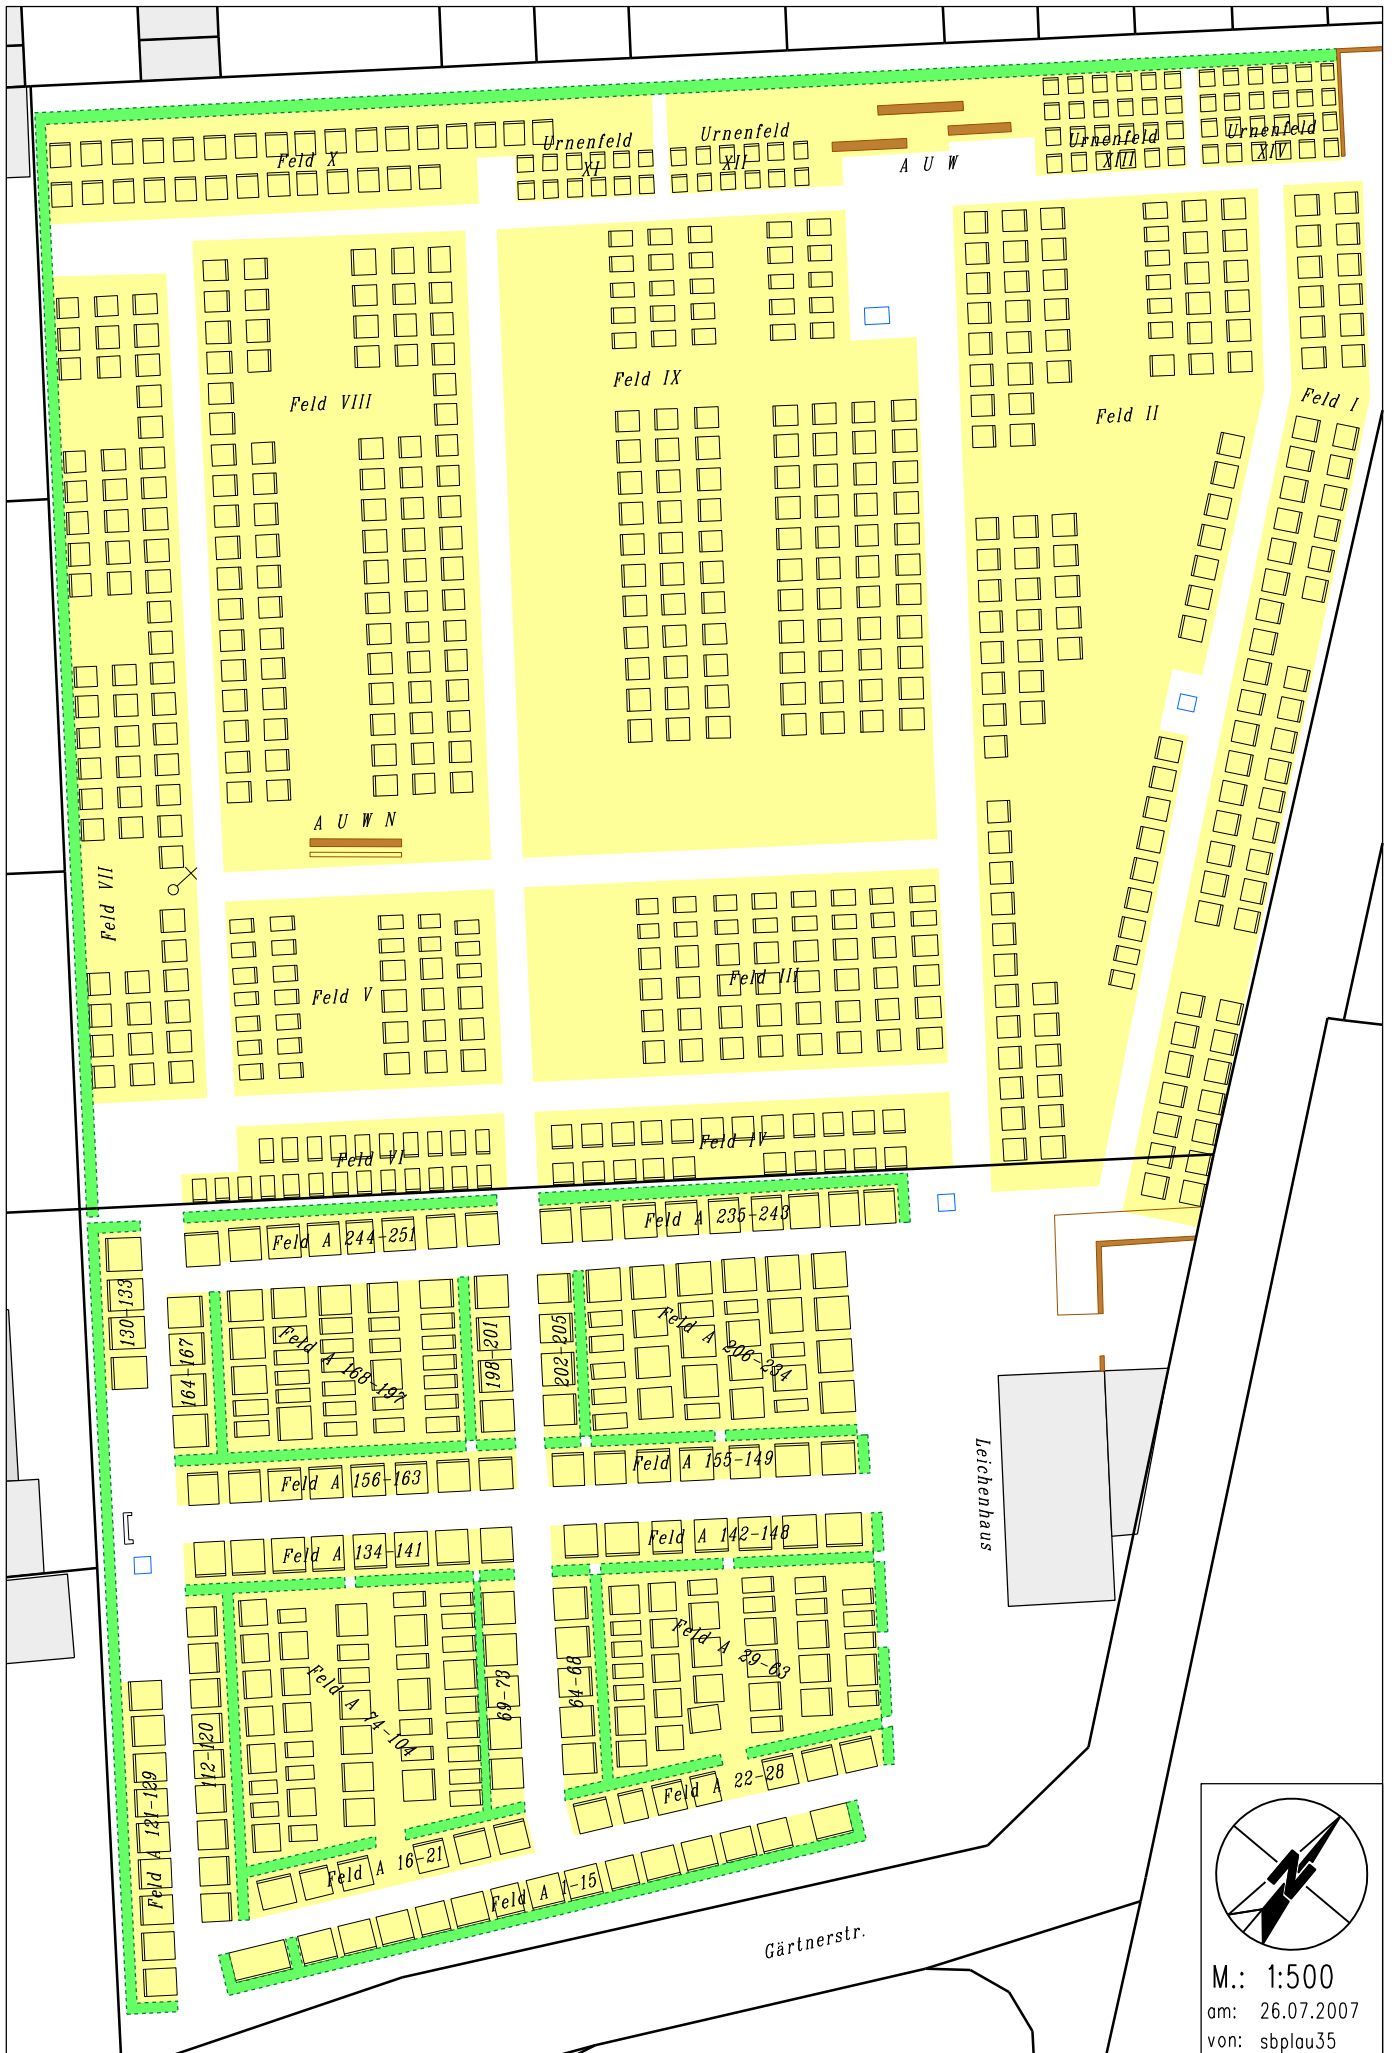 Feld X
Urnenfeld
XI
Urnenfeld
XII
A U W
Urnenfeld
XIII
Urnenfeld
XIV
Feld VIII
Feld IX
Feld II
Feld I
A U W N
Feld VII
Feld V
Feld III
Feld VI
Feld IV
Feld A 244-251
Feld A 235-243
130-133
164-167
Feld A 168-197
198-201
202-205
Feld A 206-234
Feld A 156-163
Feld A 155-149
Leichenhaus
Feld A 134-141
Feld A 142-148
Feld A 74-104
69-73
64-68
Feld A 29-63
112-120
Feld A 121-129
Feld A 22-28
Feld A 16-21
Feld A 1-15
Gärtnerstr.
M.: 1:500
am: 26.07.2007
von: sbplau35